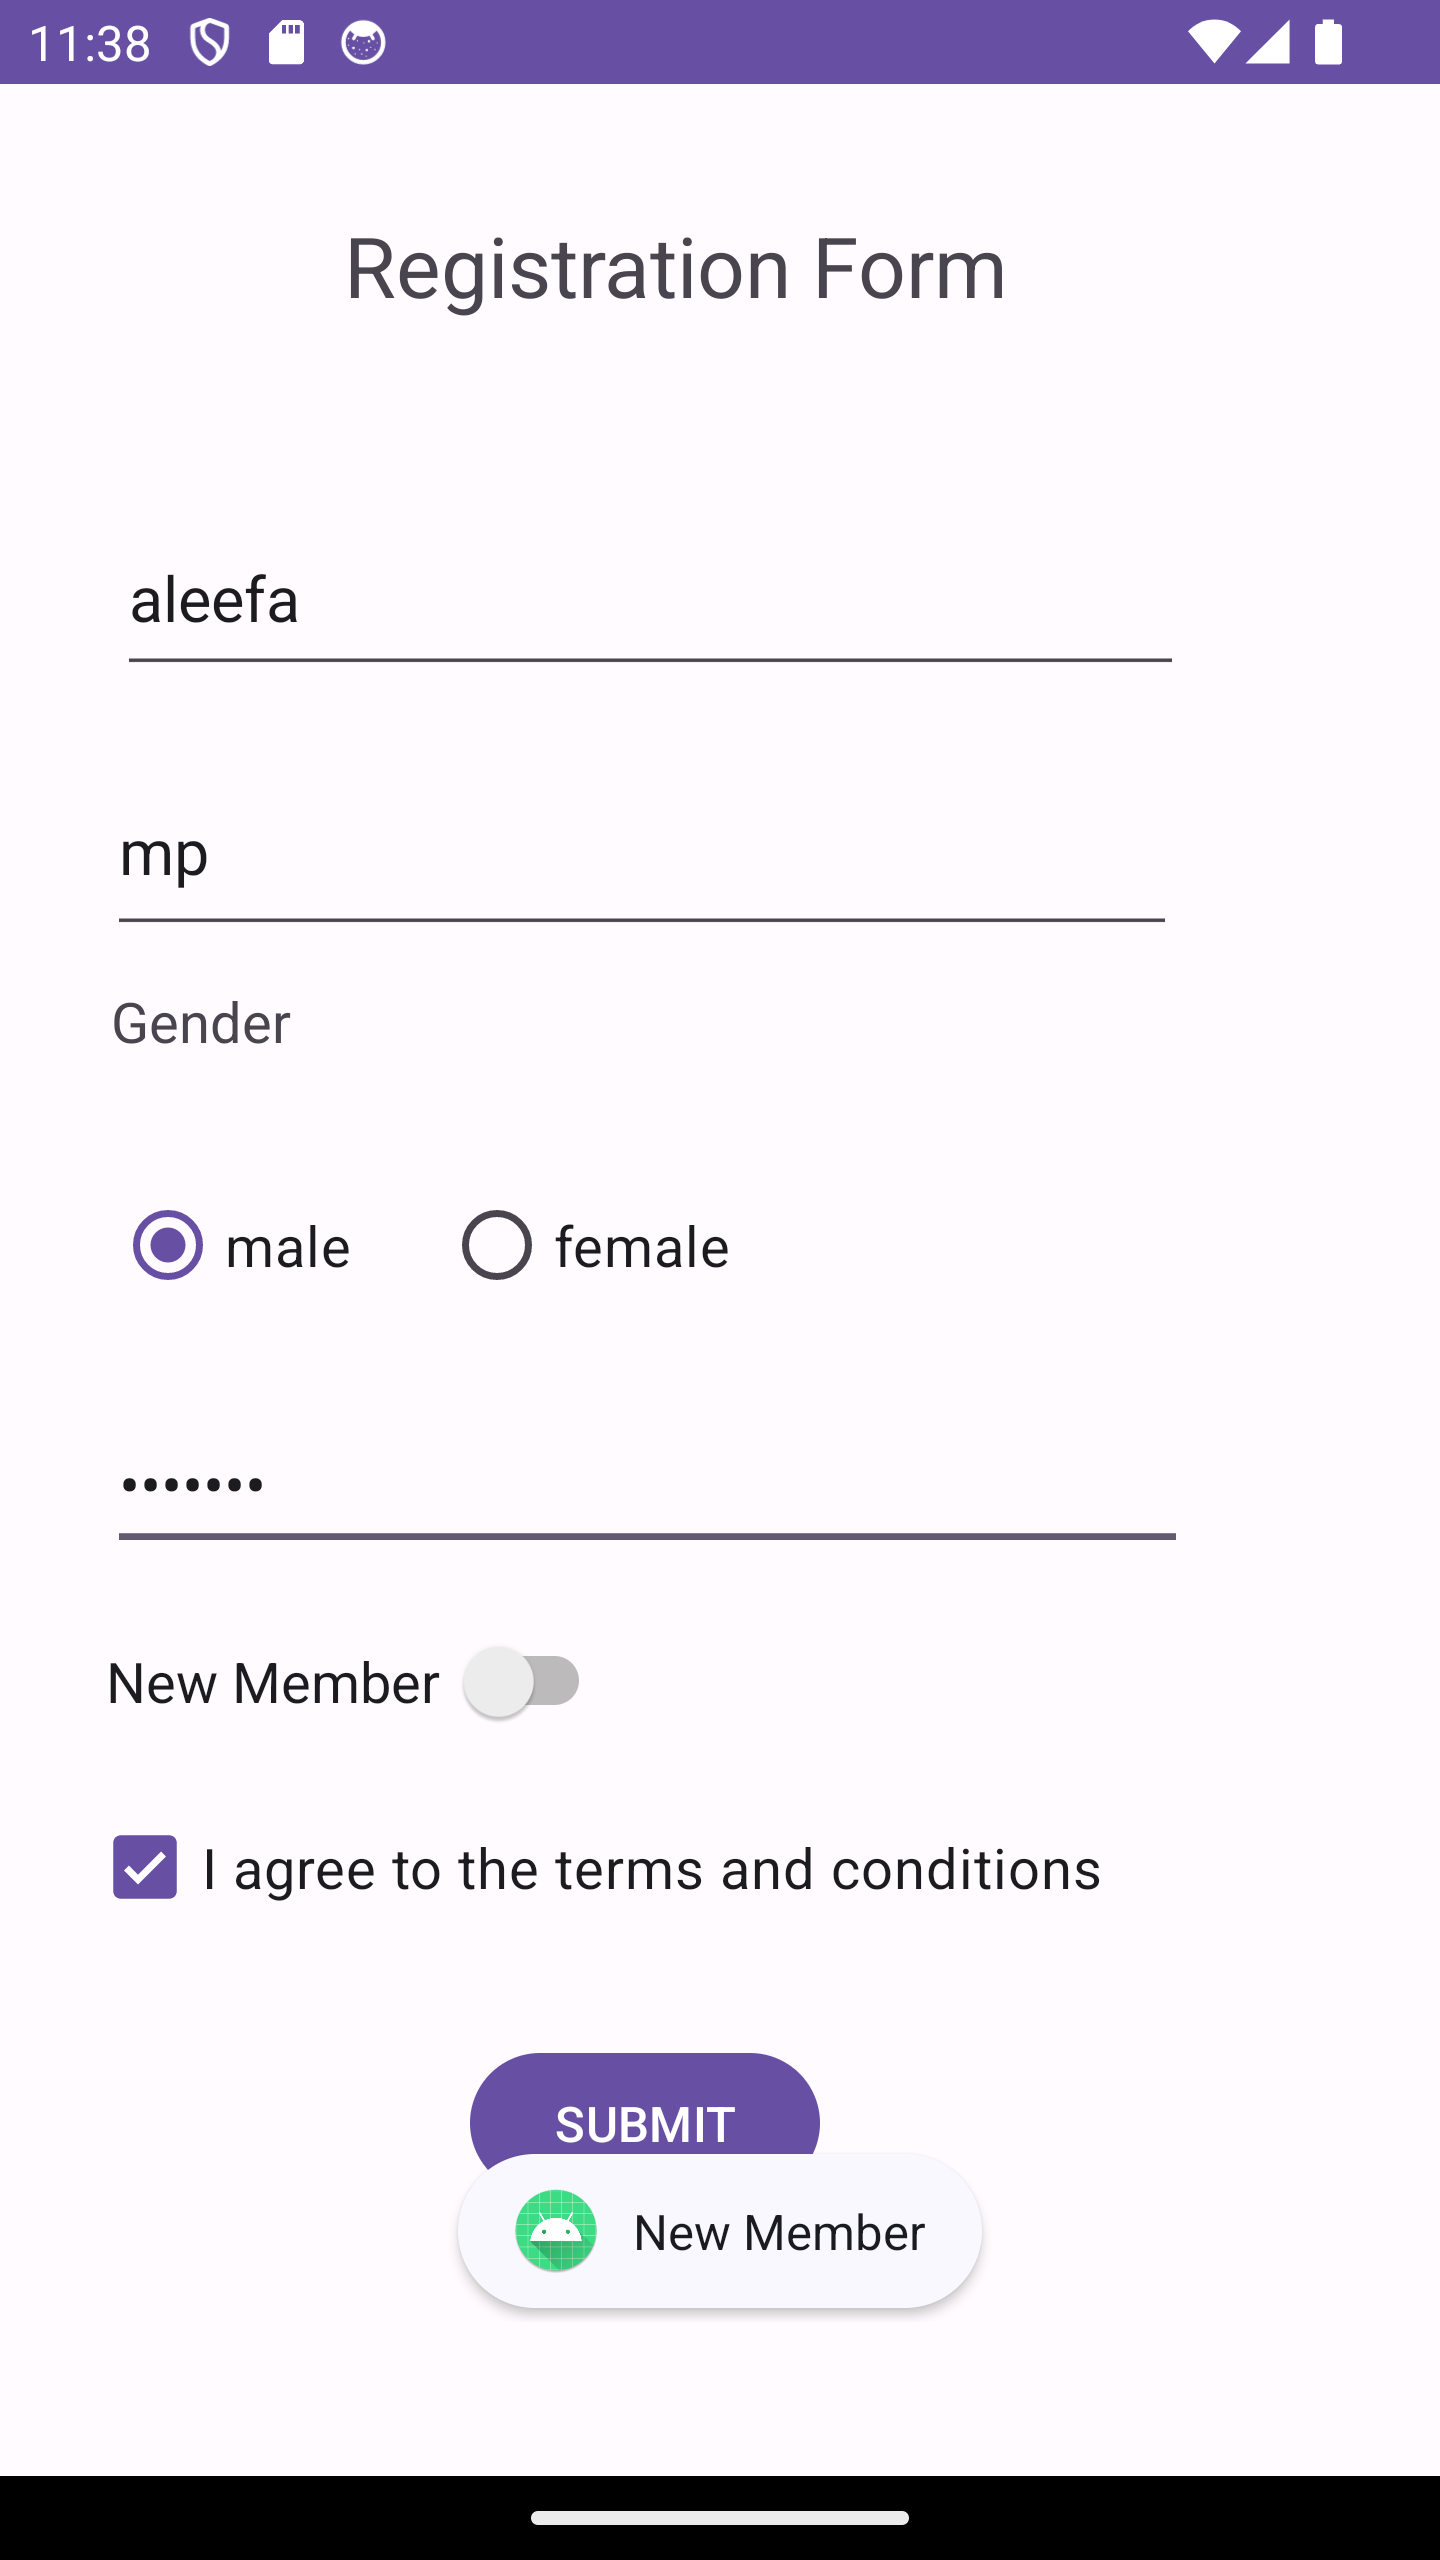 11:38
Registration Form
aleefa
mp
Gender
male female
•••••••
New Member
I agree to the terms and conditions
SUBMIT
New Member